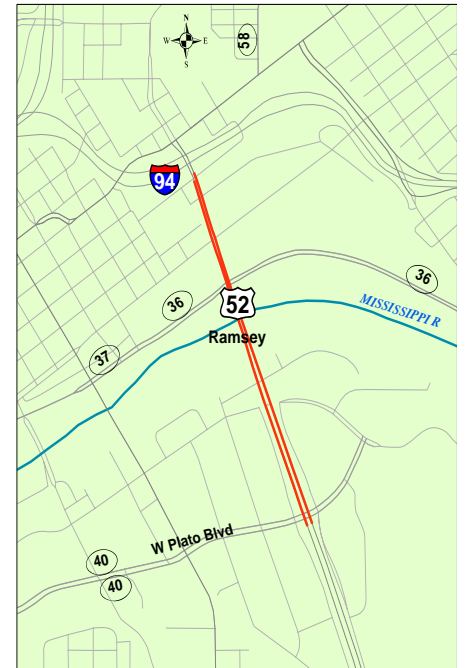 N
W E
S
58
94
36
52
36
MISSISSIPPI R
Ramsey
37
W Plato Blvd
40
40